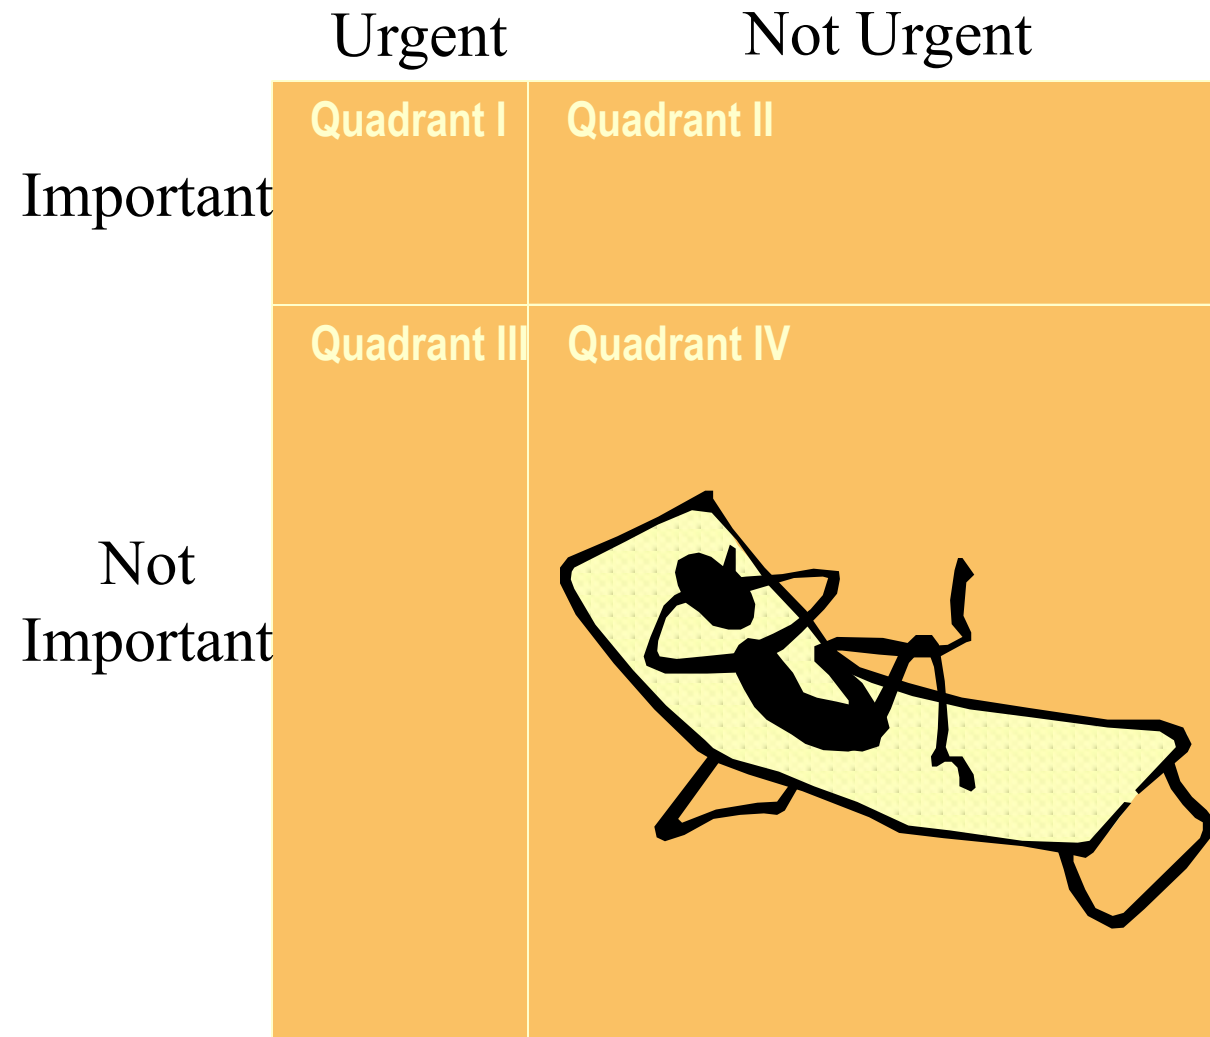 Urgent Not Urgent
Quadrant I Quadrant II
Important
Quadrant III Quadrant IV
Not
Important